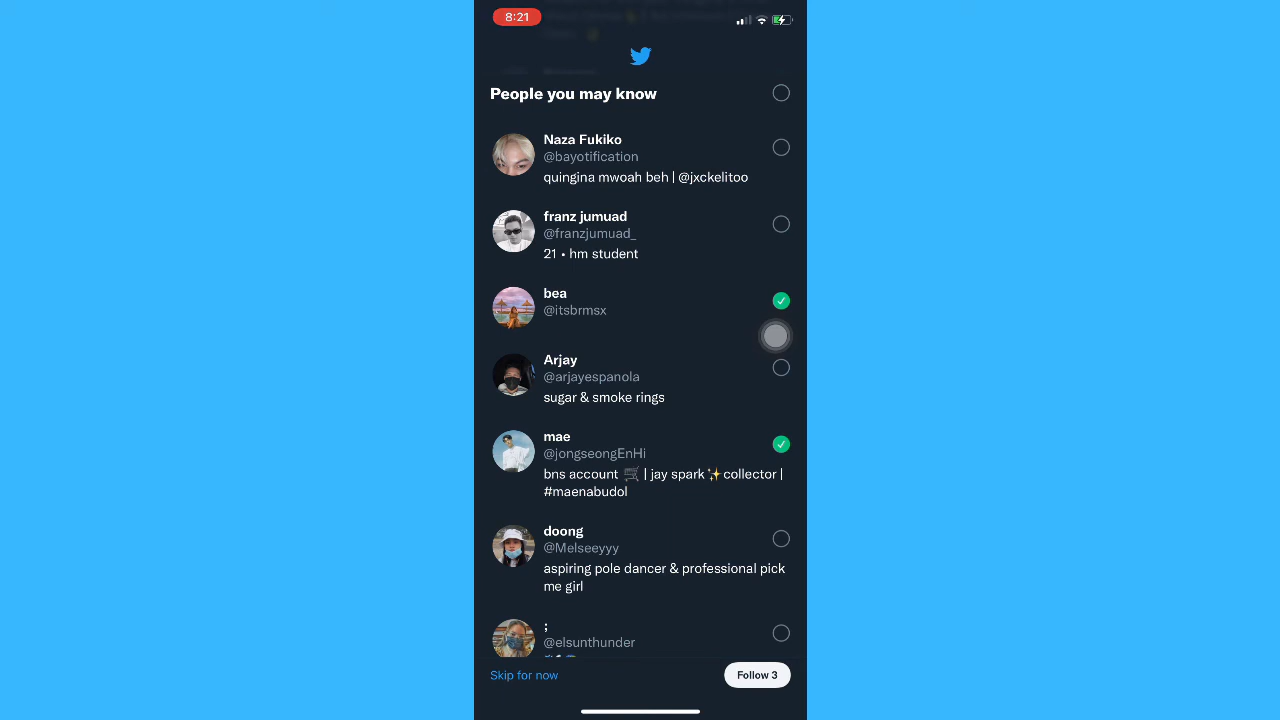 8:21
People you may know
Naza Fukiko
@bayotification
quingina mwoah beh | @jxckelitoo
franz jumuad
@franzjumuad_
21 • hm student
bea
@itsbrmsx
Arjay
@arjayespanola
sugar & smoke rings
mae
@jongseongEnHi
bns account 🛒 | jay spark✨collector |
#maenabudol
doong
@Melseeyyy
aspiring pole dancer & professional pick
me girl
;
@elsunthunder
Skip for now
Follow 3